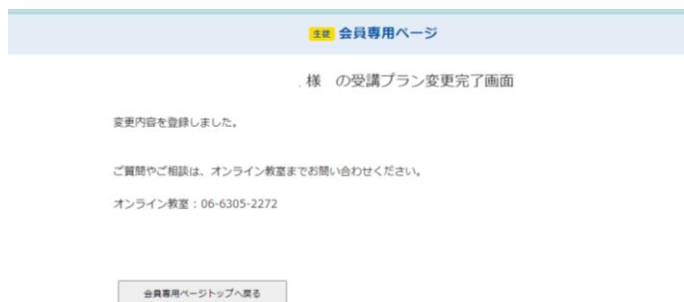 生徒 会員専用ページ
様 の受講プラン変更完了画面
変更内容を登録しました。
ご質問やご相談は、オンライン教室までお問い合わせください。
オンライン教室：06-6305-2272
会員専用ページトップへ戻る